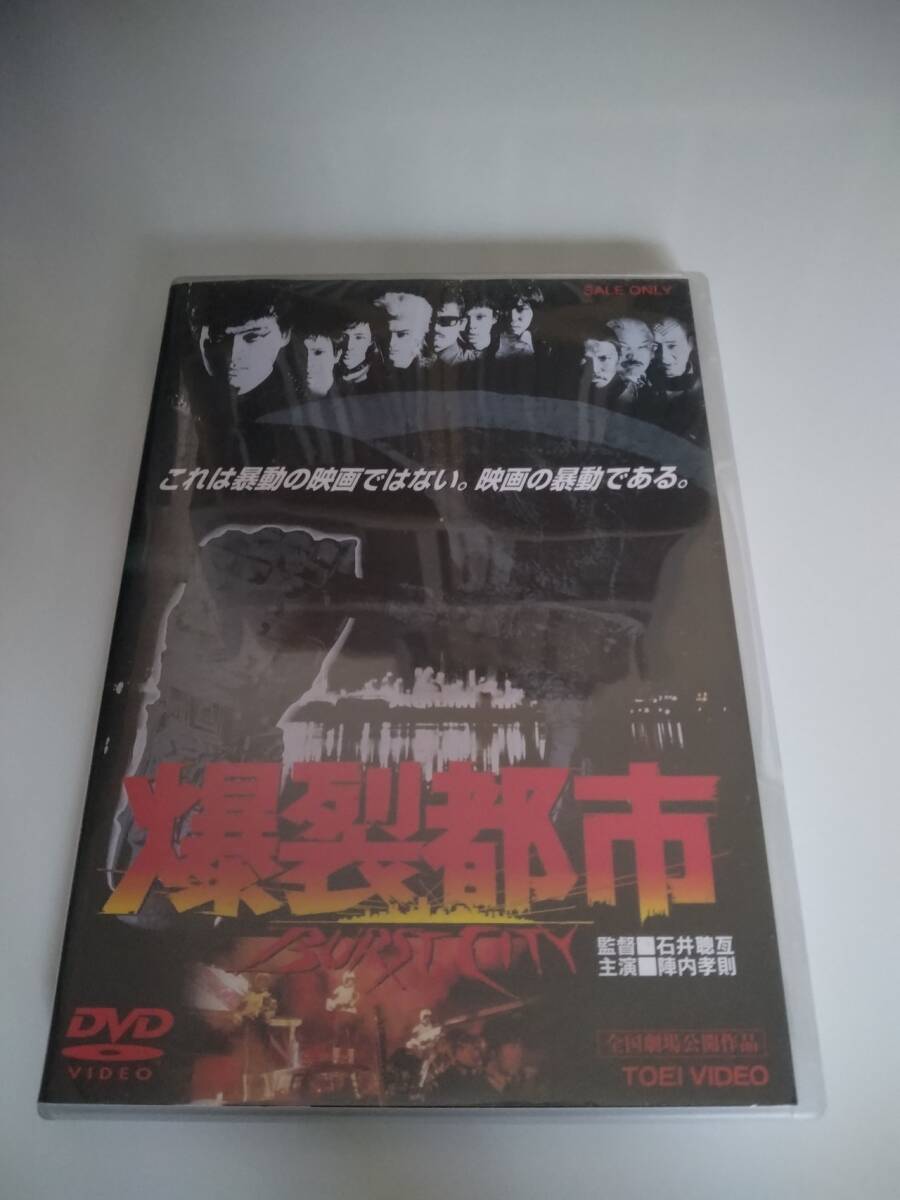 SALE ONLY
これは暴動の映画ではない。映画の暴動である。
爆裂都市
BURST CITY
監督■石井聰亙
主演■陣内孝則
DVD
VIDEO
全国劇場公開作品
TOEI VIDEO